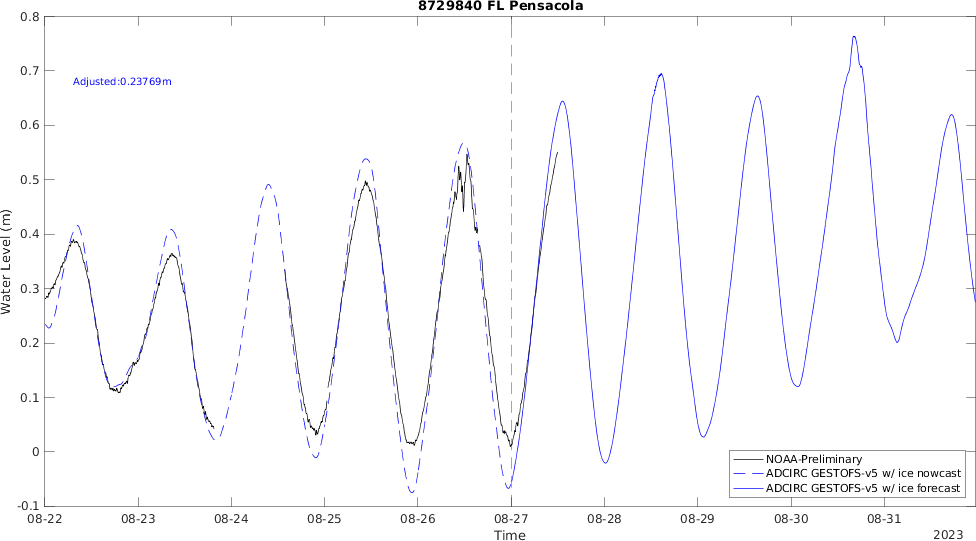 8729840 FL Pensacola
0.8
0.7
0.6
0.5
0.4
0.3
0.2
0.1
0
-0.1
Water Level (m)
Adjusted:0.23769m
NOAA-Preliminary
ADCIRC GESTOFS-v5 w/ ice nowcast
ADCIRC GESTOFS-v5 w/ ice forecast
08-22 08-23 08-24 08-25 08-26 08-27 08-28 08-29 08-30 08-31
Time
2023